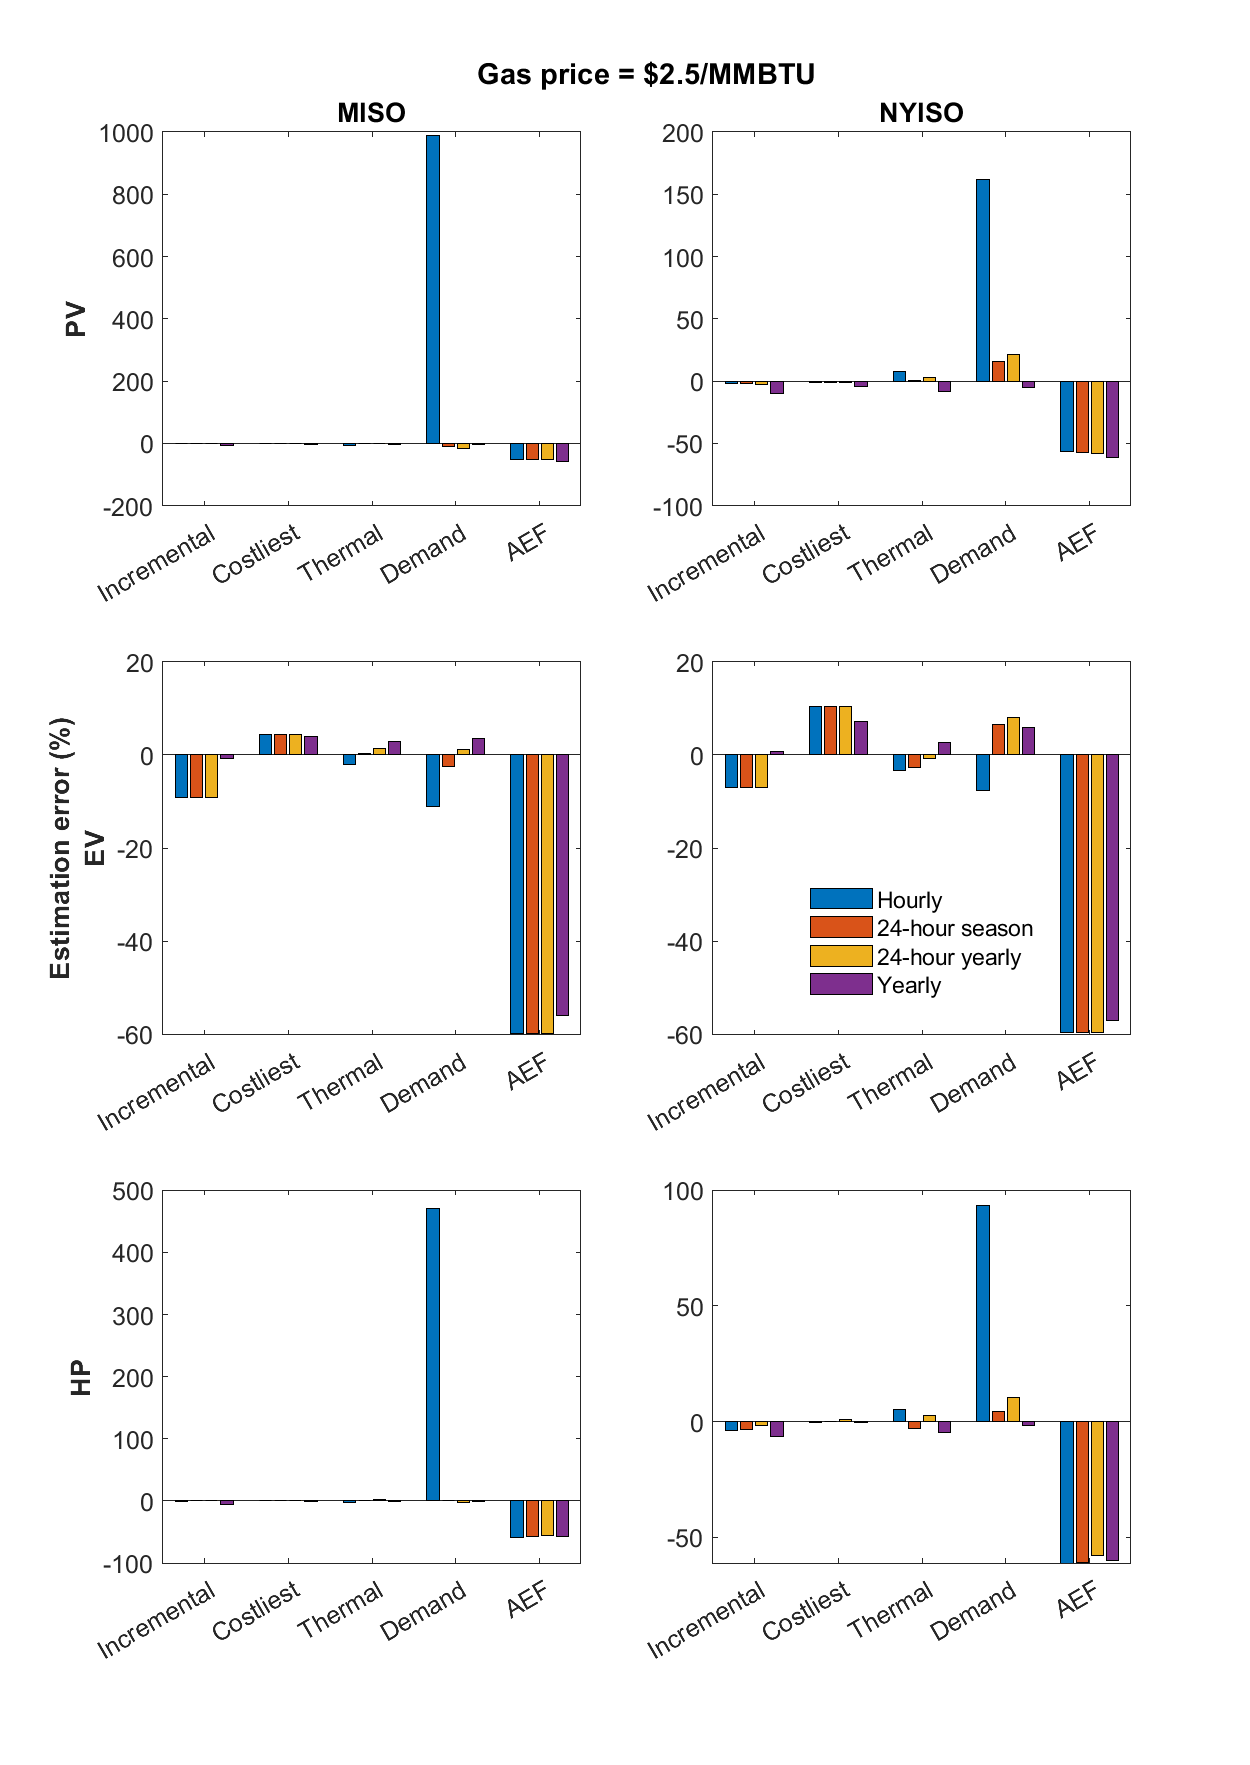 Gas price = $2.5/MMBTU
MISO
NYISO
PV
1000
800
600
400
200
0
-200
Incremental
Costliest
Thermal
Demand
AEF
200
150
100
50
0
-50
-100
Incremental
Costliest
Thermal
Demand
AEF
Estimation error (%)
EV
20
0
-20
-40
-60
Incremental
Costliest
Thermal
Demand
AEF
20
0
-20
-40
-60
Hourly
24-hour season
24-hour yearly
Yearly
Incremental
Costliest
Thermal
Demand
AEF
HP
500
400
300
200
100
0
-100
Incremental
Costliest
Thermal
Demand
AEF
100
50
0
-50
Incremental
Costliest
Thermal
Demand
AEF